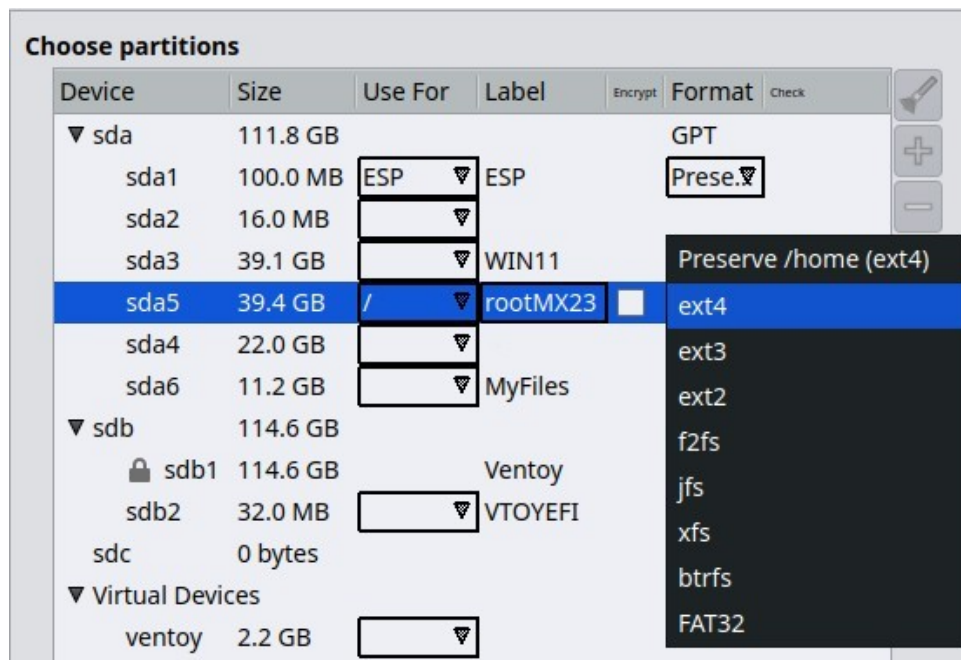 Choose partitions
Device Size Use For Label Encrypt Format Check
sda 111.8 GB GPT
sda1 100.0 MB ESP ESP Prese..
sda2 16.0 MB
sda3 39.1 GB WIN11
Preserve /home (ext4)
sda5 39.4 GB / rootMX23 ext4
sda4 22.0 GB ext3
sda6 11.2 GB MyFiles ext2
sdb 114.6 GB f2fs
sdb1 114.6 GB Ventoy jfs
sdb2 32.0 MB VTOYEFI xfs
sdc 0 bytes btrfs
Virtual Devices
ventoy 2.2 GB FAT32